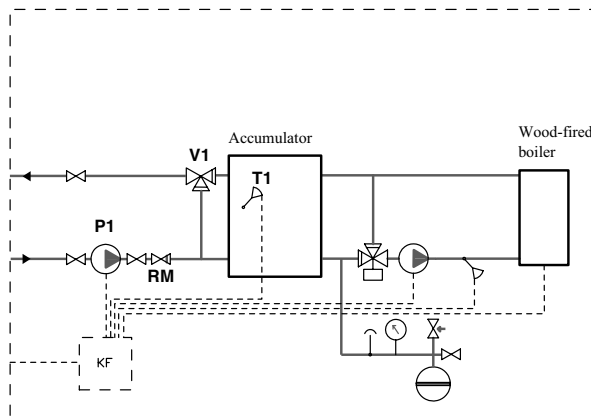 Wood-fired
boiler
Accumulator
V1
T1
P1
RM
KF